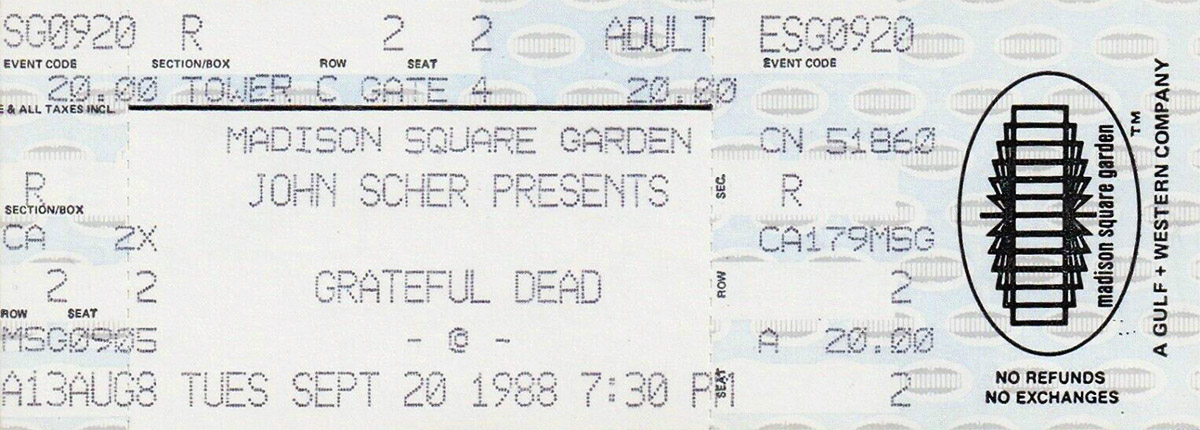 SG0920 R 2 2 ADULT ESG0920
EVENT CODE SECTION/BOX ROW SEAT EVENT CODE
20.00 TOWER C GATE 4 20.00
E & ALL TAXES INCL.
MADISON SQUARE GARDEN CN 51860
R JOHN SCHER PRESENTS SEC. R
SECTION/BOX
CA 2X CA179MSG
2 2 GRATEFUL DEAD ROW 2
ROW SEAT
MSG0905 - @ - A 20.00
A13AUG8 TUES SEPT 20 1988 7:30 PM SEAT 2
madison square garden
TM
A GULF + WESTERN COMPANY
NO REFUNDS
NO EXCHANGES